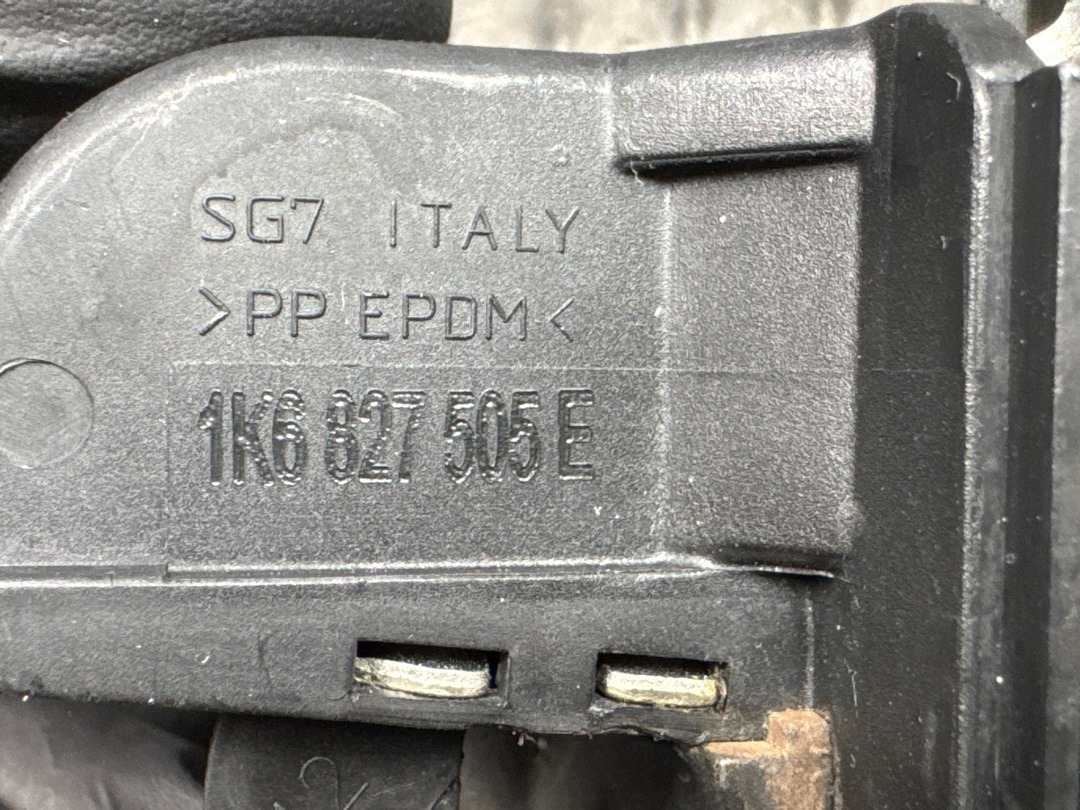 SG7 ITALY
>PP EPDM<
1K6 827 505 E